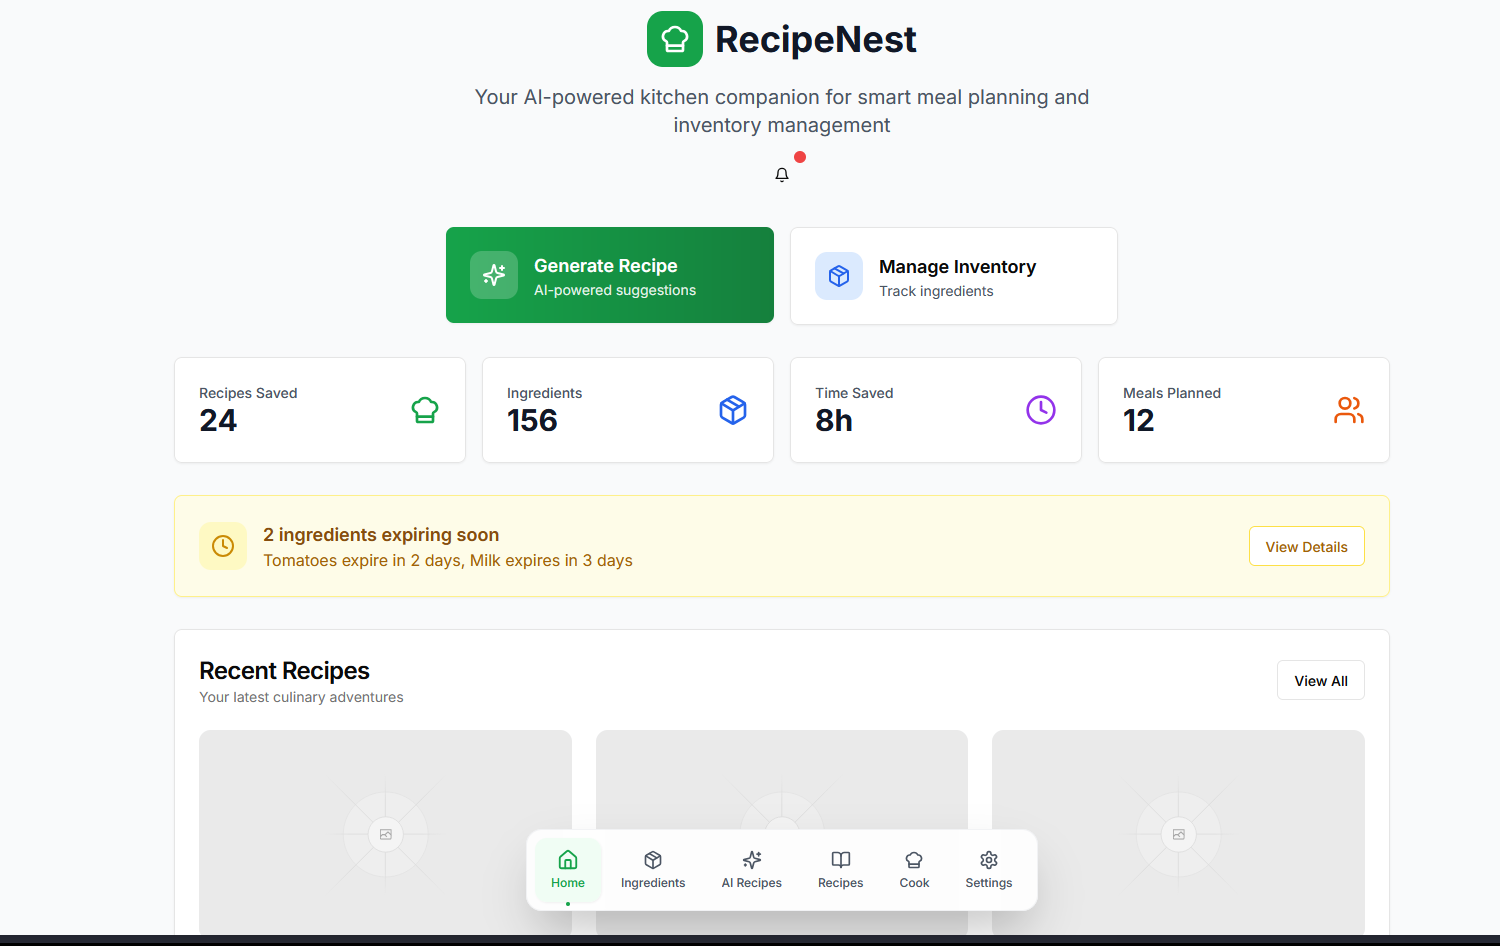 RecipeNest
Your AI-powered kitchen companion for smart meal planning and
inventory management
Generate Recipe
AI-powered suggestions
Manage Inventory
Track ingredients
Recipes Saved
24
Ingredients
156
Time Saved
8h
Meals Planned
12
2 ingredients expiring soon
Tomatoes expire in 2 days, Milk expires in 3 days
View Details
Recent Recipes
Your latest culinary adventures
View All
Home
Ingredients
AI Recipes
Recipes
Cook
Settings